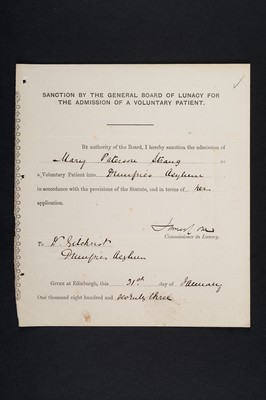 SANCTION BY THE GENERAL BOARD OF LUNACY FOR
THE ADMISSION OF A VOLUNTARY PATIENT.
BY authority of the Board, I hereby sanction the admission of
Mary Paterson Strang as
a Voluntary Patient into Dumfries Asylum
in accordance with the provisions of the Statute, and in terms of her
application.
Commissioner in Lunacy.
To Dr Gilchrist
Dumfries Asylum
GIVEN at Edinburgh, this 31st day of January
One thousand eight hundred and seventy three